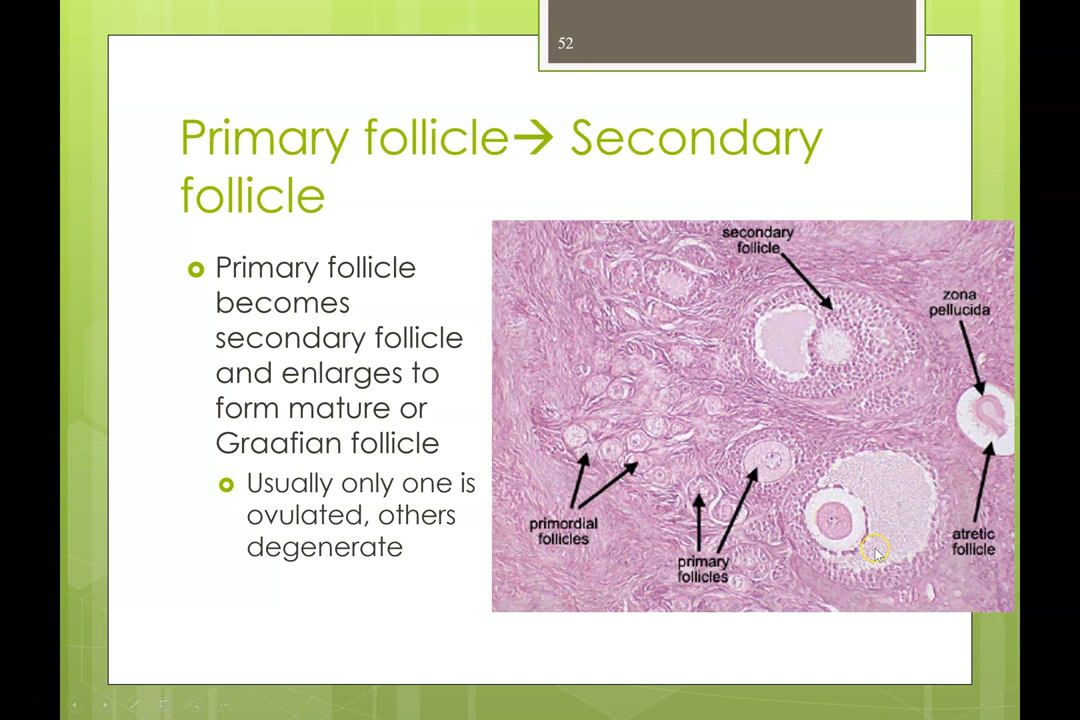 52
Primary follicle→ Secondary
follicle
Primary follicle
becomes
secondary follicle
and enlarges to
form mature or
Graafian follicle
Usually only one is
ovulated, others
degenerate
secondary
follicle
zona
pellucida
primordial
follicles
primary
follicles
atretic
follicle